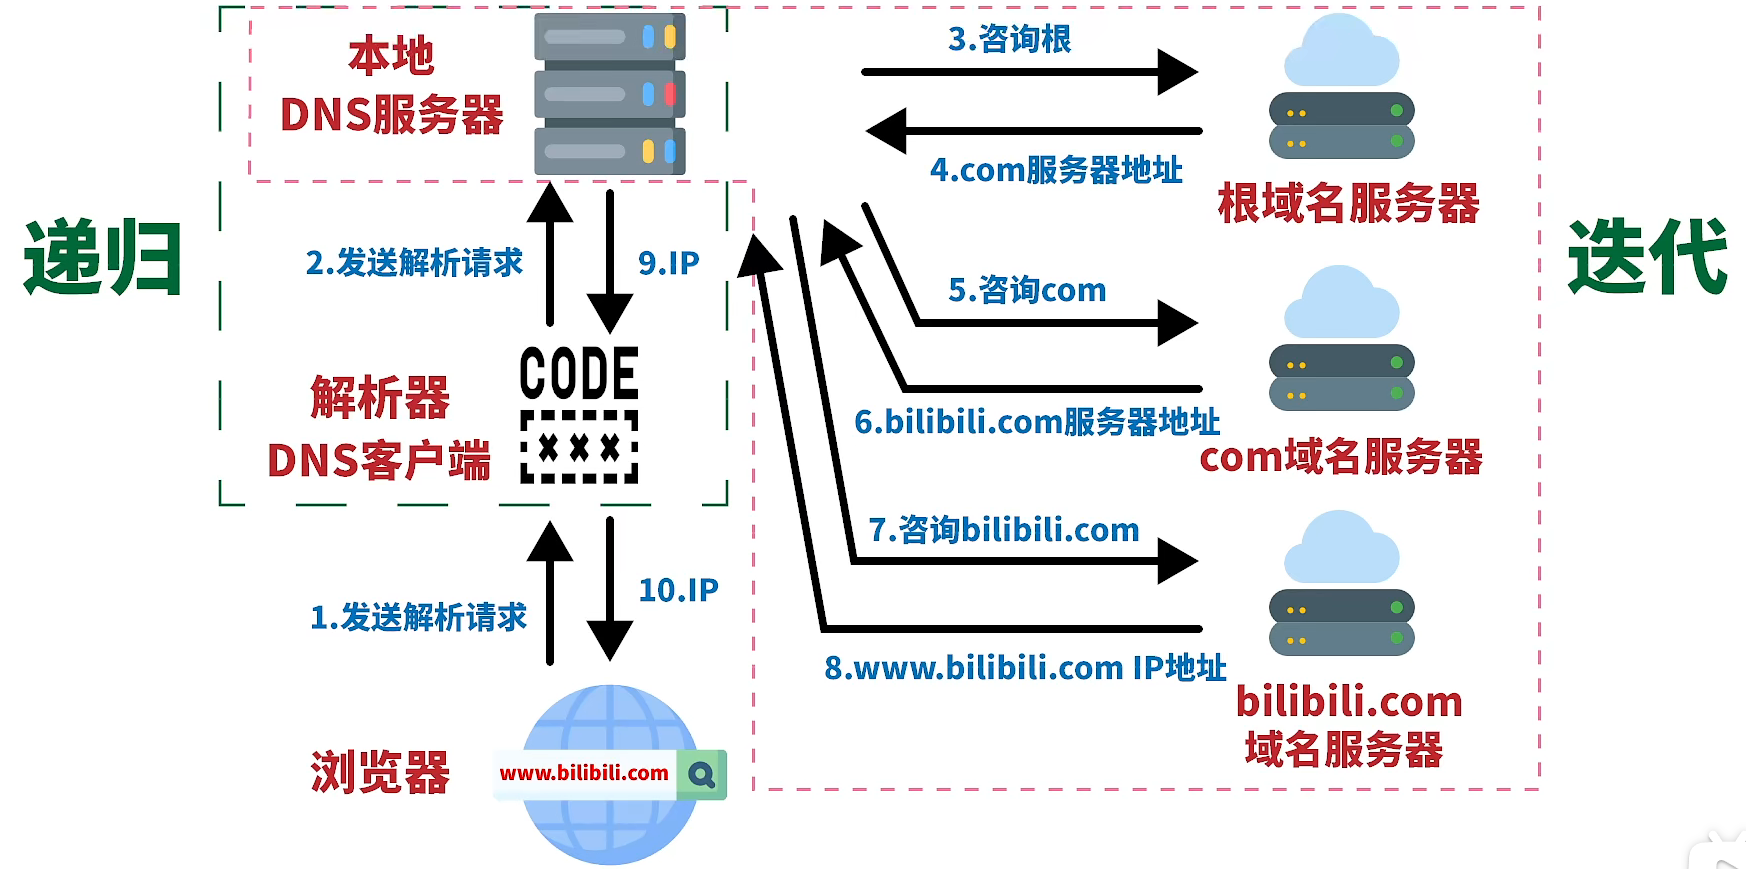 本地
DNS服务器
3.咨询根
4.com服务器地址
根域名服务器
递归
迭代
2.发送解析请求
9.IP
5.咨询com
CODE
解析器
DNS客户端
6.bilibili.com服务器地址
com域名服务器
7.咨询bilibili.com
1.发送解析请求
10.IP
8.www.bilibili.com IP地址
bilibili.com
域名服务器
浏览器
www.bilibili.com